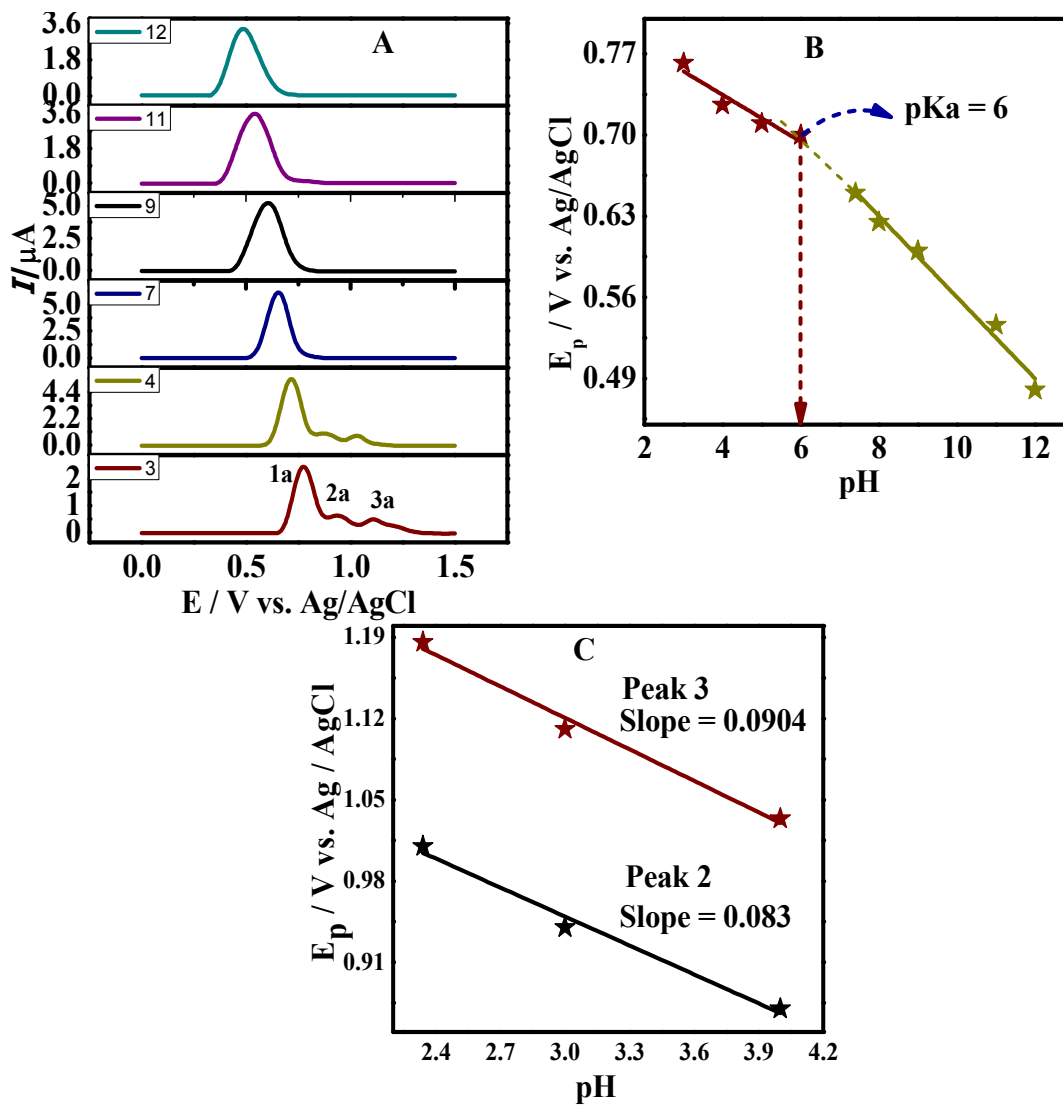 A
12
3.6
1.8
0.0
11
3.6
1.8
0.0
9
5.0
2.5
0.0
7
5.0
2.5
0.0
4
4.4
2.2
0.0
3
2
1
0
1a
2a
3a
I/μA
0.0 0.5 1.0 1.5
E / V vs. Ag/AgCl
B
0.77
0.70
0.63
0.56
0.49
pKa = 6
E_p / V vs. Ag/AgCl
2 4 6 8 10 12
pH
C
1.19
1.12
1.05
0.98
0.91
Peak 3
Slope = 0.0904
Peak 2
Slope = 0.083
E_p / V vs. Ag / AgCl
2.4 2.7 3.0 3.3 3.6 3.9 4.2
pH